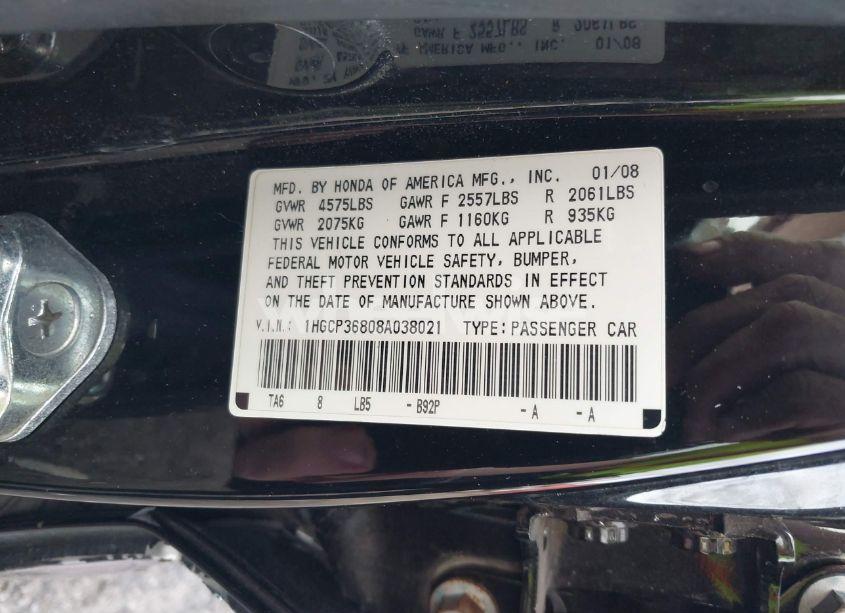 MFD. BY HONDA OF AMERICA MFG., INC. 01/08
GVWR 4575LBS GAWR F 2557LBS R 2061LBS
GVWR 2075KG GAWR F 1160KG R 935KG
THIS VEHICLE CONFORMS TO ALL APPLICABLE
FEDERAL MOTOR VEHICLE SAFETY, BUMPER,
AND THEFT PREVENTION STANDARDS IN EFFECT
ON THE DATE OF MANUFACTURE SHOWN ABOVE.
V.I.N.: 1HGCP36808A038021 TYPE: PASSENGER CAR
TA6 8 LB5 - B92P - A - A